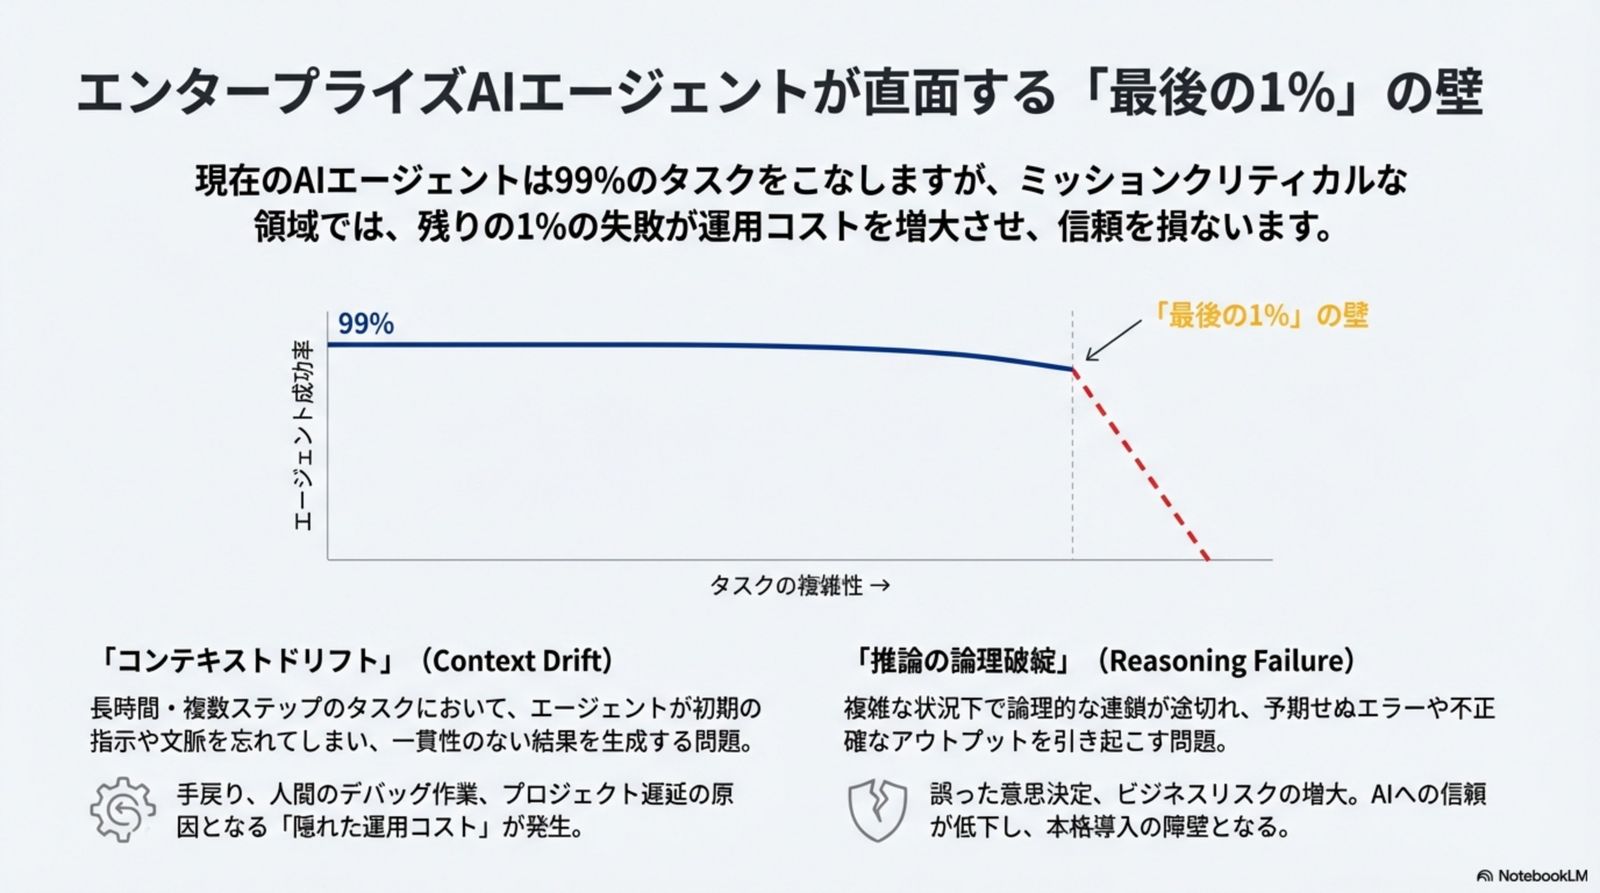 エンタープライズAIエージェントが直面する「最後の1%」の壁
現在のAIエージェントは99%のタスクをこなしますが、ミッションクリティカルな
領域では、残りの1%の失敗が運用コストを増大させ、信頼を損ないます。
99%
「最後の1%」の壁
エージェント成功率
タスクの複雑性 →
「コンテキストドリフト」（Context Drift）
長時間・複数ステップのタスクにおいて、エージェントが初期の
指示や文脈を忘れてしまい、一貫性のない結果を生成する問題。
手戻り、人間のデバッグ作業、プロジェクト遅延の原
因となる「隠れた運用コスト」が発生。
「推論の論理破綻」（Reasoning Failure）
複雑な状況下で論理的な連鎖が途切れ、予期せぬエラーや不正
確なアウトプットを引き起こす問題。
誤った意思決定、ビジネスリスクの増大。AIへの信頼
が低下し、本格導入の障壁となる。
NotebookLM